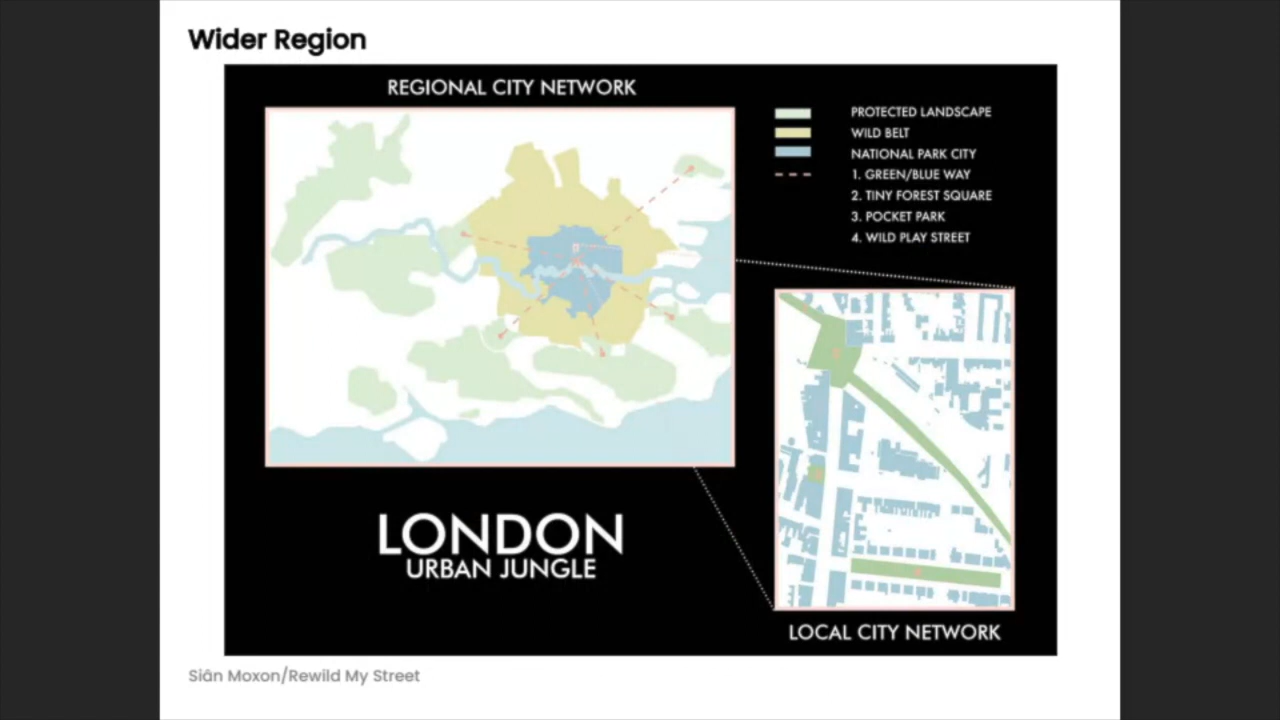 Wider Region
REGIONAL CITY NETWORK
PROTECTED LANDSCAPE
WILD BELT
NATIONAL PARK CITY
1. GREEN/BLUE WAY
2. TINY FOREST SQUARE
3. POCKET PARK
4. WILD PLAY STREET
LONDON
URBAN JUNGLE
LOCAL CITY NETWORK
Siân Moxon/Rewild My Street